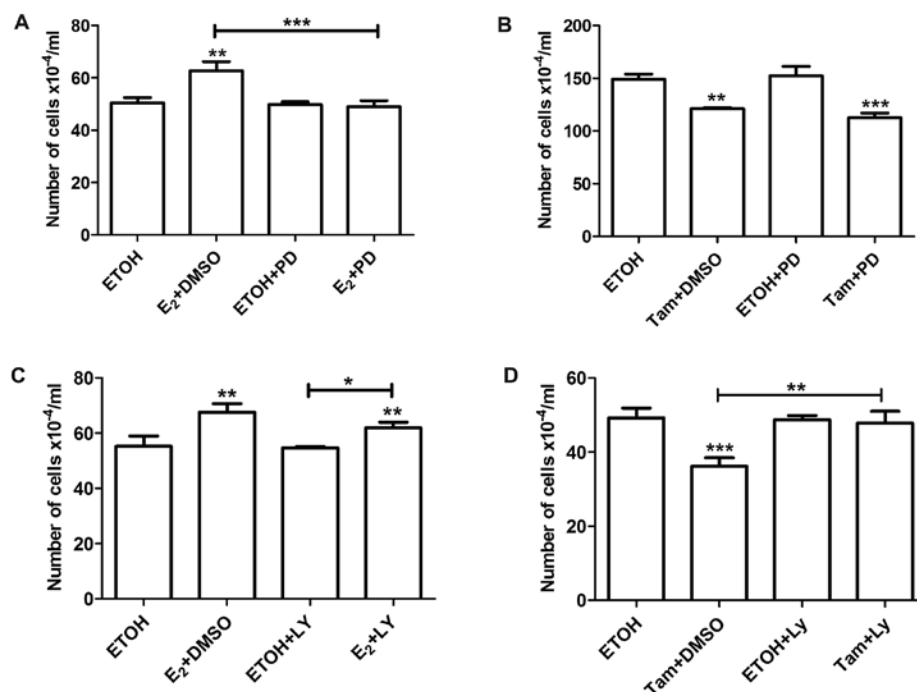 A
Number of cells x10⁻⁴/ml
80
60
40
20
0
**
***
ETOH
E₂+DMSO
ETOH+PD
E₂+PD
B
Number of cells x10⁻⁴/ml
200
150
100
50
0
**
***
ETOH
Tam+DMSO
ETOH+PD
Tam+PD
C
Number of cells x10⁻⁴/ml
80
60
40
20
0
**
*
**
ETOH
E₂+DMSO
ETOH+LY
E₂+LY
D
Number of cells x10⁻⁴/ml
60
40
20
0
***
**
ETOH
Tam+DMSO
ETOH+Ly
Tam+Ly